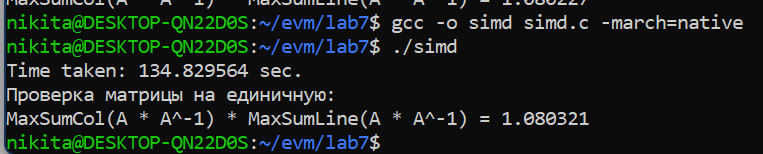 MaxSumCol(A * A^-1) * MaxSumLine(A * A^-1) = 1.080227
nikita@DESKTOP-QN22D0S:~/evm/lab7$ gcc -o simd simd.c -march=native
nikita@DESKTOP-QN22D0S:~/evm/lab7$ ./simd
Time taken: 134.829564 sec.
Проверка матрицы на единичную:
MaxSumCol(A * A^-1) * MaxSumLine(A * A^-1) = 1.080321
nikita@DESKTOP-QN22D0S:~/evm/lab7$